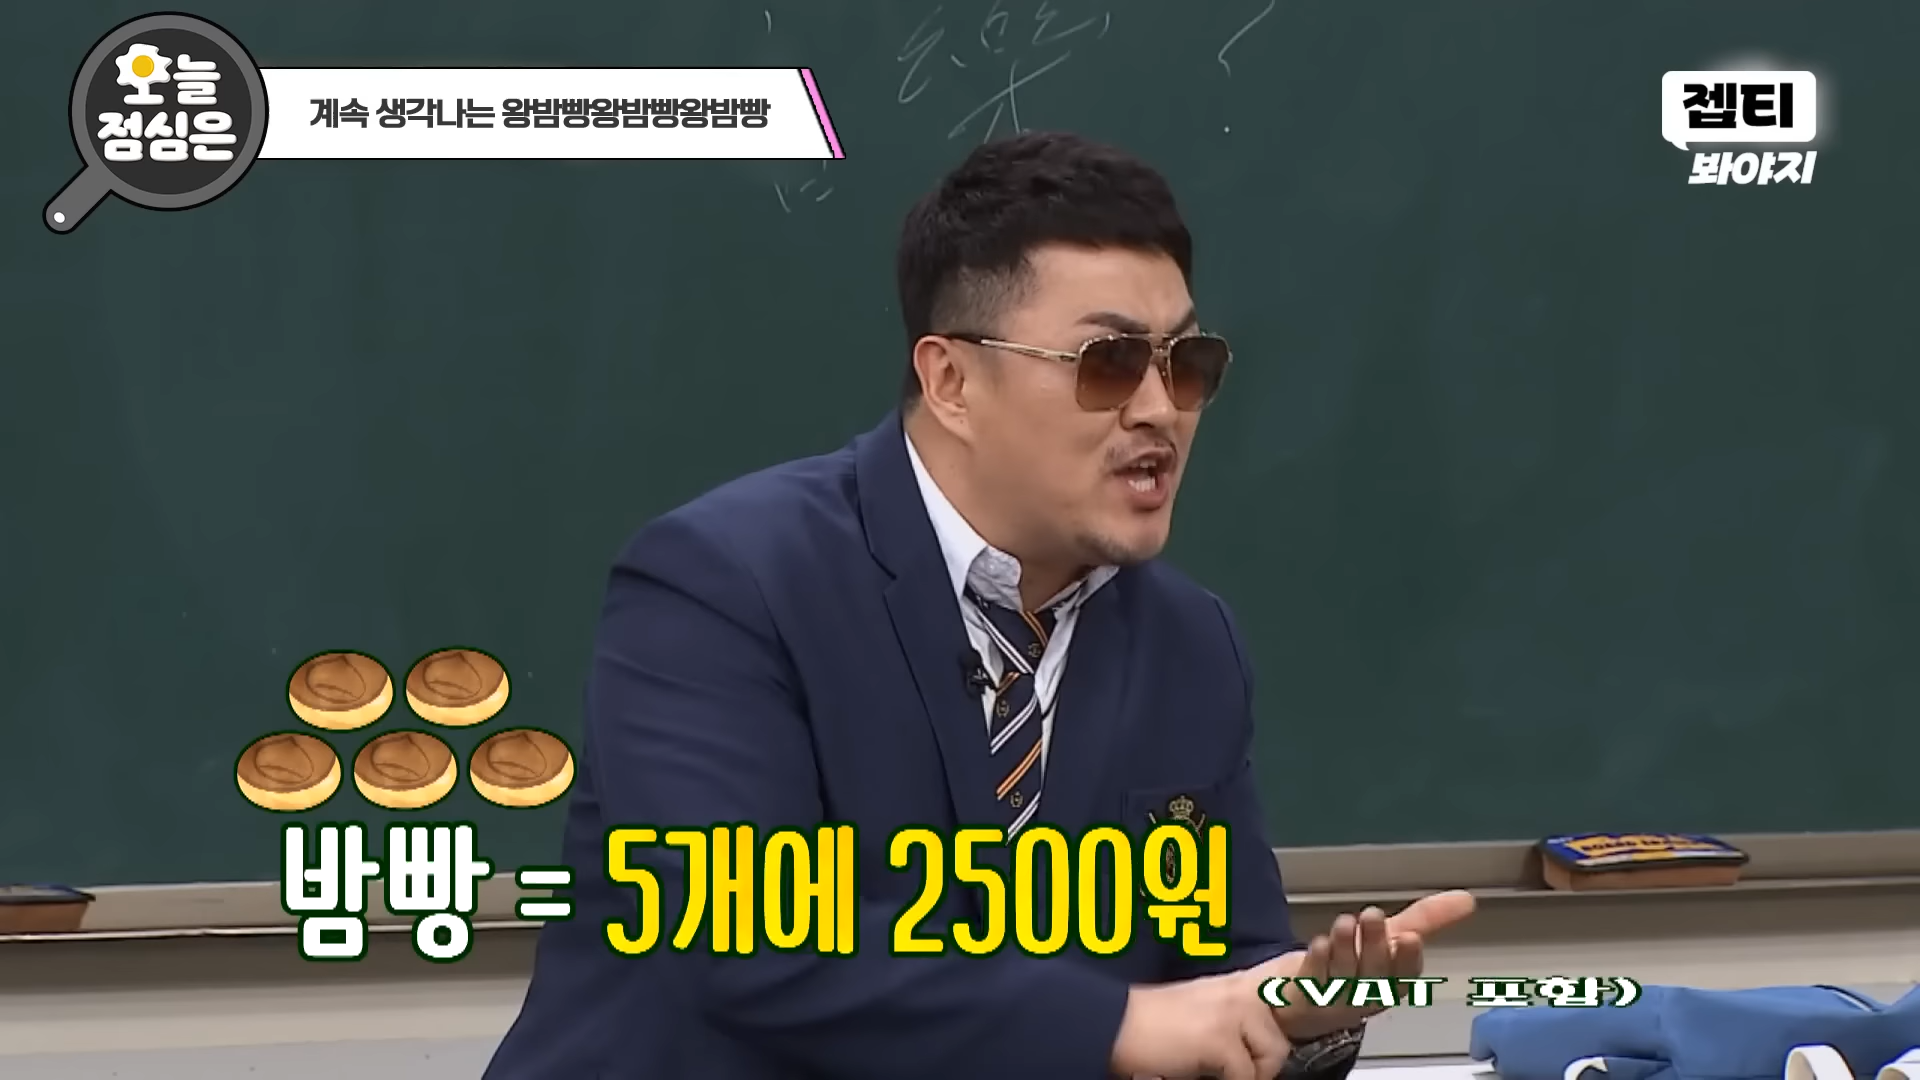 오늘
점심은
계속 생각나는 왕밤빵왕밤빵왕밤빵
젭티
봐야지
밤빵 = 5개에 2500원
(VAT 포함)